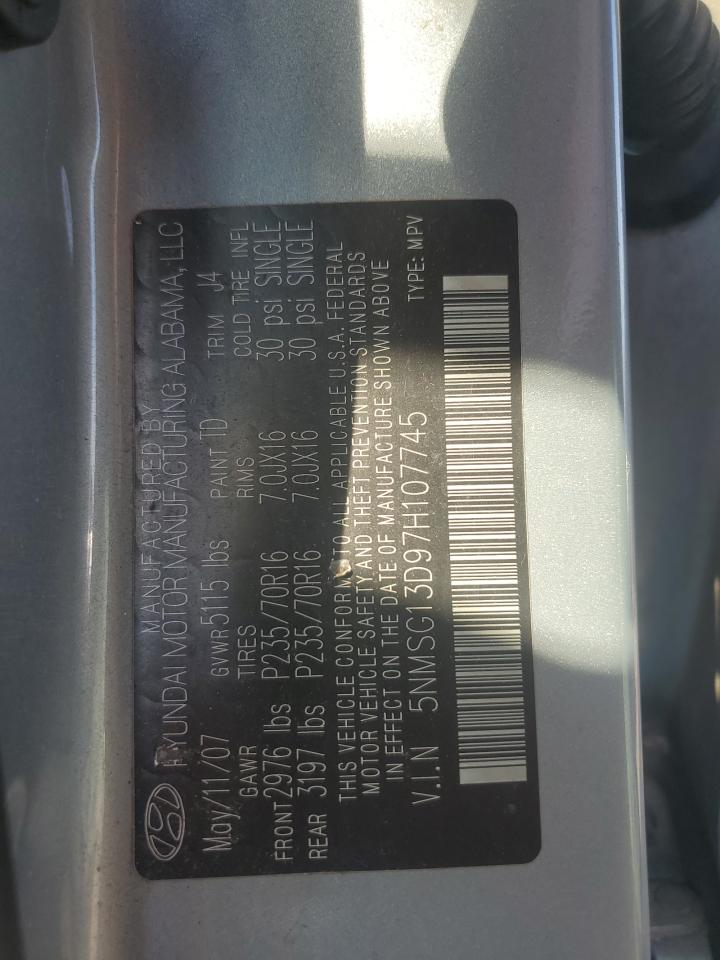 MANUFACTURED BY
HYUNDAI MOTOR MANUFACTURING ALABAMA, LLC
May/11/07 GVWR 5115 lbs PAINT TD TRIM J4
GAWR TIRES RIMS COLD TIRE INFL
FRONT 2976 lbs P235/70R16 7.0JX16 30 psi SINGLE
REAR 3197 lbs P235/70R16 7.0JX16 30 psi SINGLE
THIS VEHICLE CONFORMS TO ALL APPLICABLE U.S.A. FEDERAL
MOTOR VEHICLE SAFETY AND THEFT PREVENTION STANDARDS
IN EFFECT ON THE DATE OF MANUFACTURE SHOWN ABOVE
V.I.N 5NMSG13D97H107745 TYPE: MPV